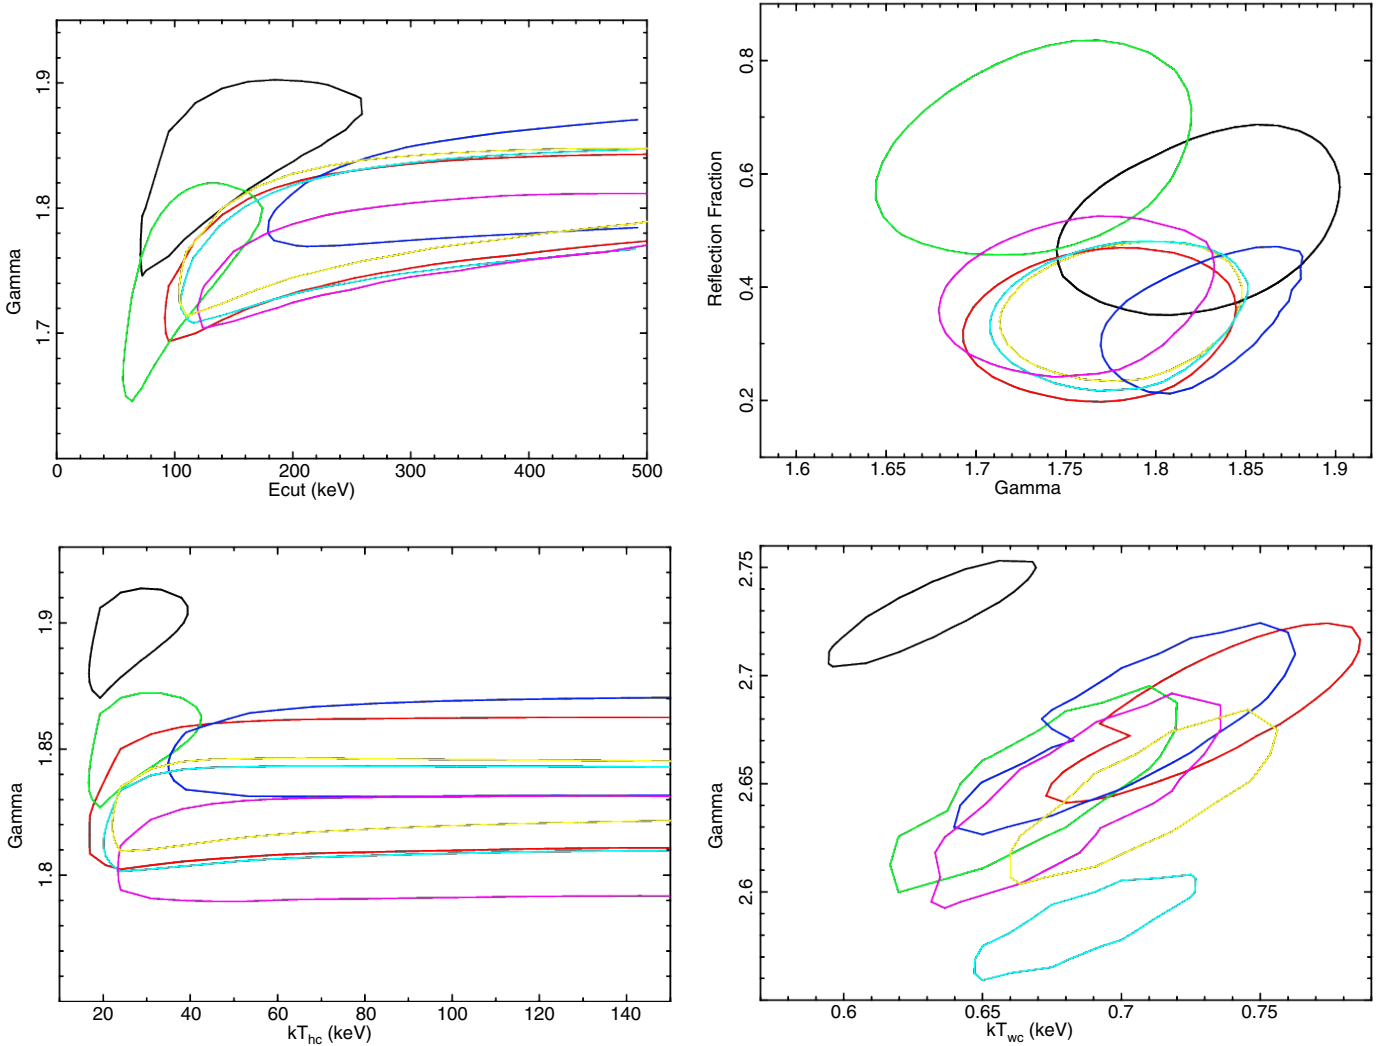 1.9
1.8
1.7
Gamma
0 100 200 300 400 500
Ecut (keV)
0.8
0.6
0.4
0.2
Reflection Fraction
1.6 1.65 1.7 1.75 1.8 1.85 1.9
Gamma
1.9
1.85
1.8
Gamma
20 40 60 80 100 120 140
kThc (keV)
2.75
2.7
2.65
2.6
Gamma
0.6 0.65 0.7 0.75
kTwc (keV)